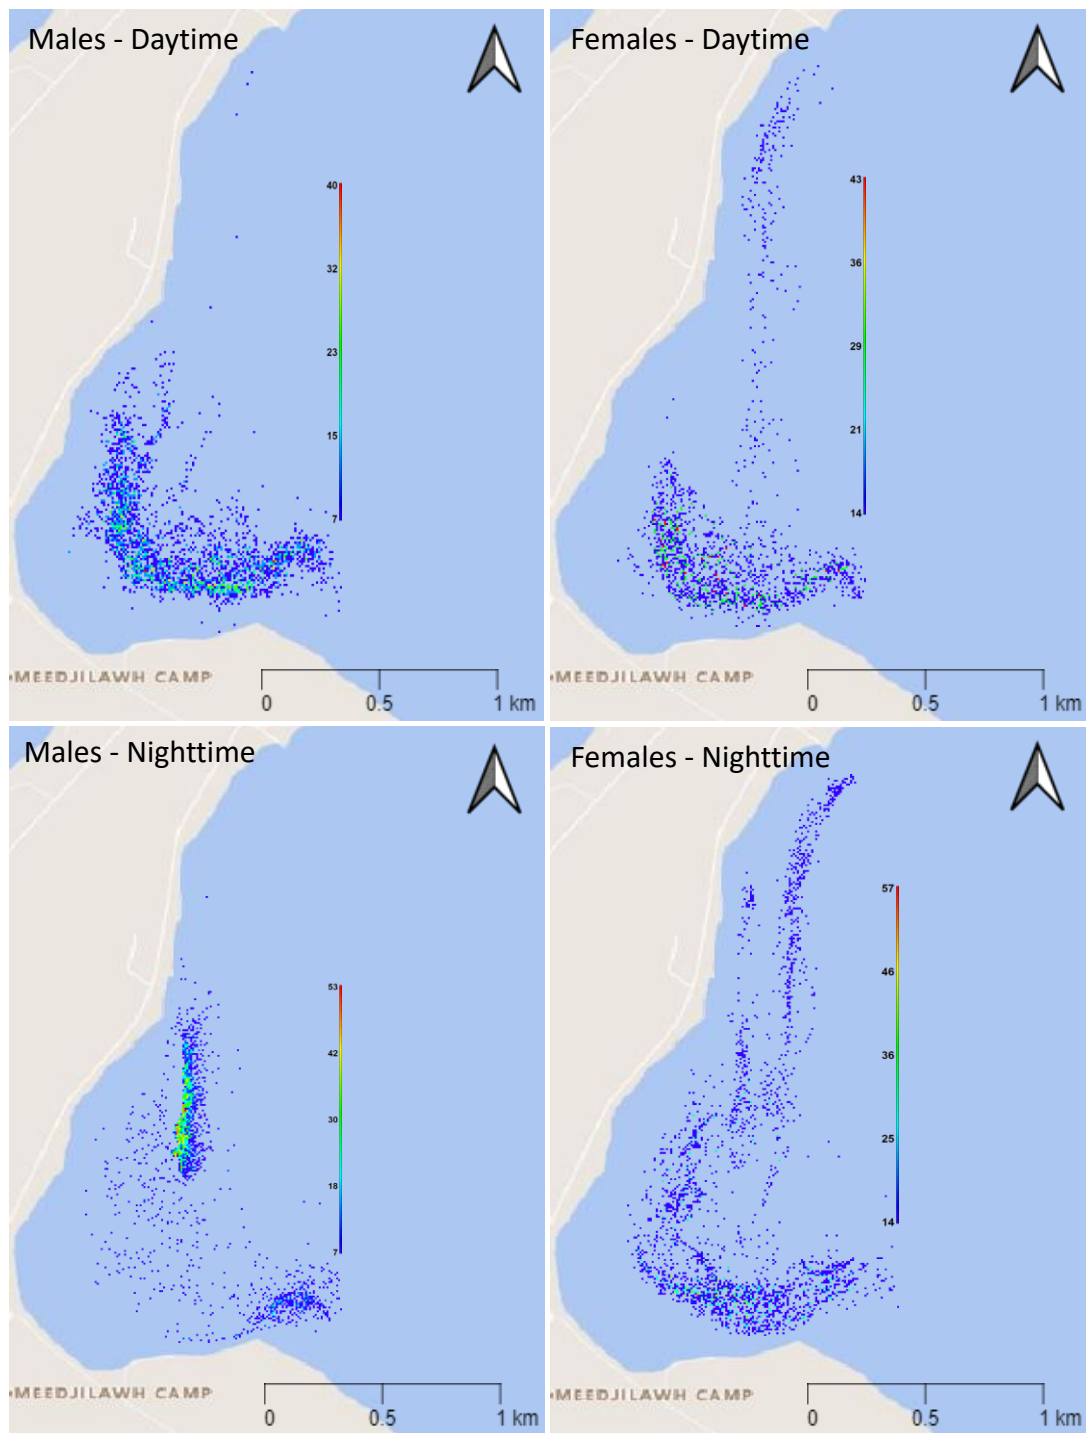 Males - Daytime
40
32
23
15
7
MEEDJILAWH CAMP
0 0.5 1 km
Females - Daytime
43
36
29
21
14
MEEDJILAWH CAMP
0 0.5 1 km
Males - Nighttime
53
42
30
18
7
MEEDJILAWH CAMP
0 0.5 1 km
Females - Nighttime
57
46
36
25
14
MEEDJILAWH CAMP
0 0.5 1 km